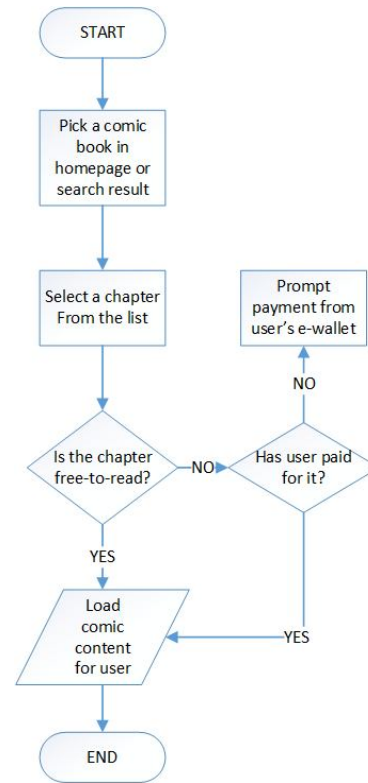 START
Pick a comic
book in
homepage or
search result
Select a chapter
From the list
Prompt
payment from
user's e-wallet
NO
Is the chapter
free-to-read?
NO
Has user paid
for it?
YES
Load
comic
content
for user
YES
END